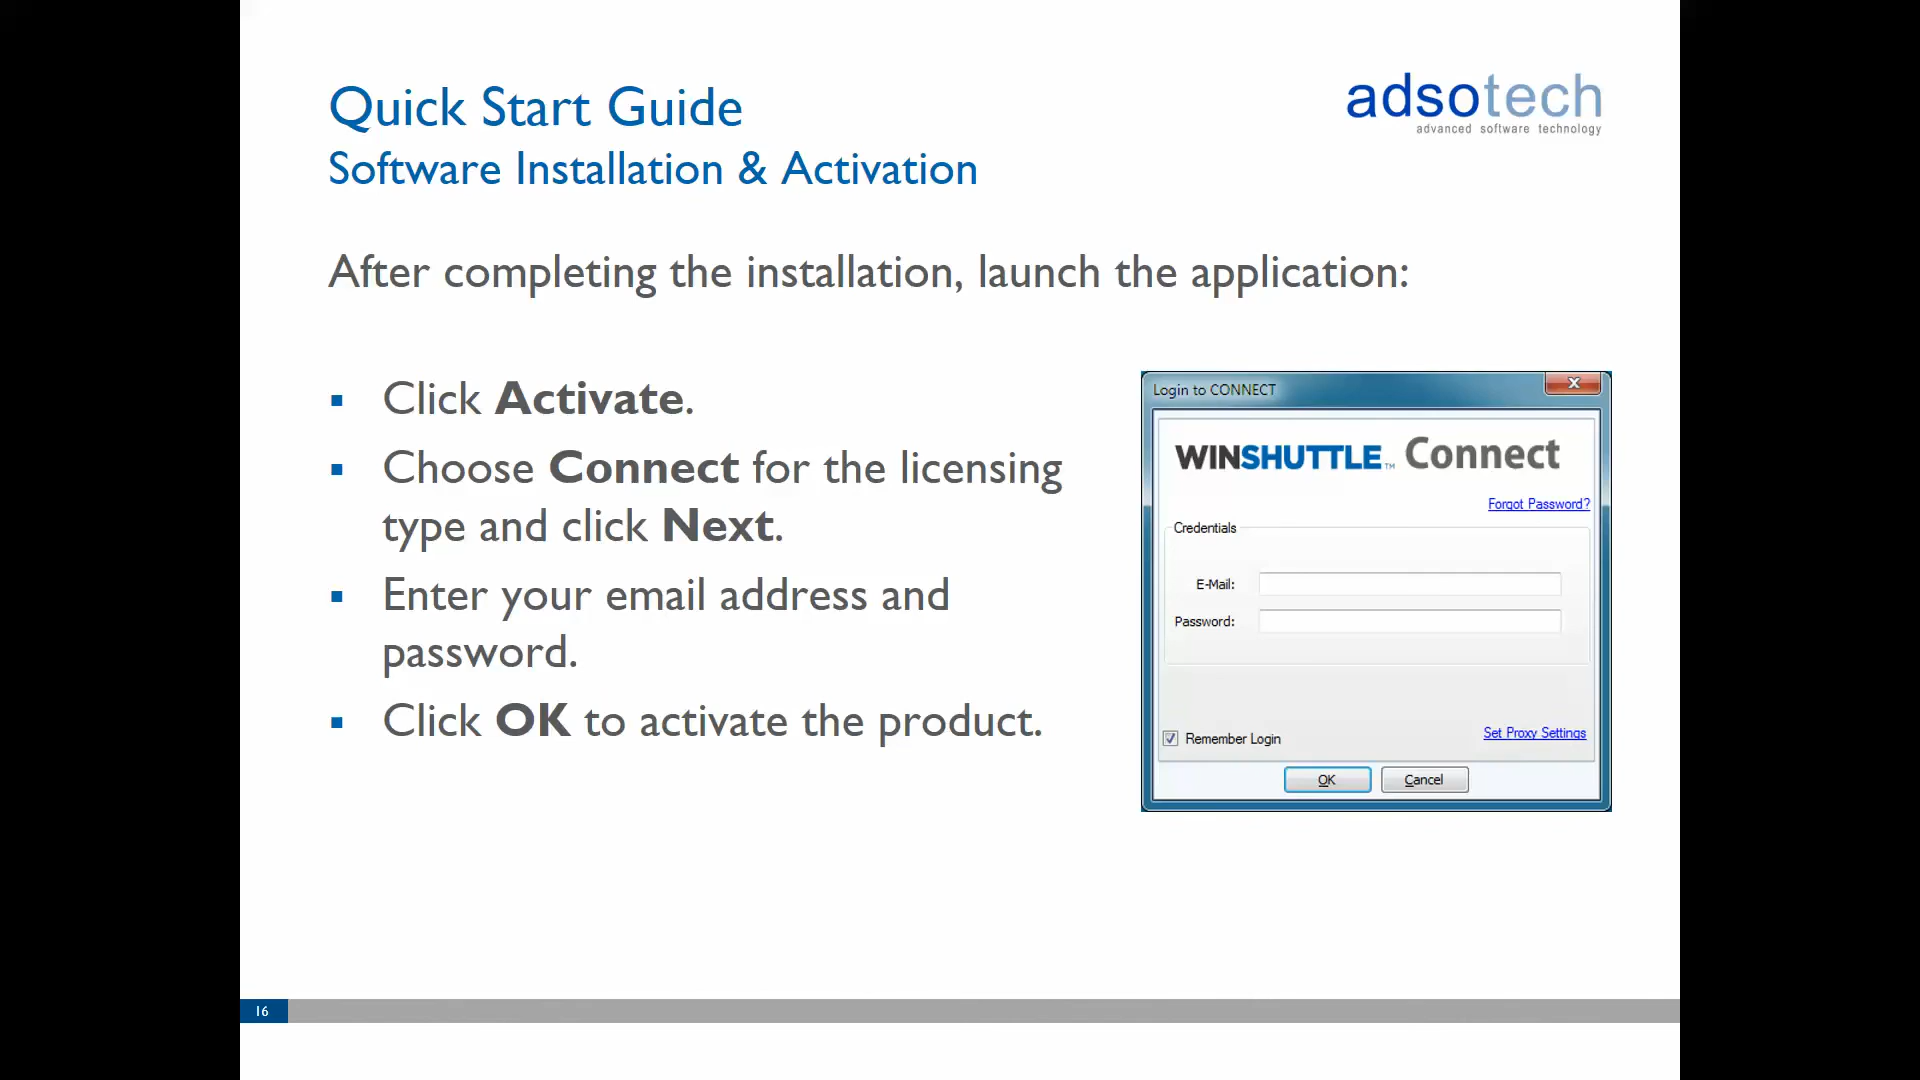 Quick Start Guide
Software Installation & Activation
adsotech
advanced software technology
After completing the installation, launch the application:
▪ Click Activate.
▪ Choose Connect for the licensing
type and click Next.
▪ Enter your email address and
password.
▪ Click OK to activate the product.
Login to CONNECT
WINSHUTTLE™ Connect
Forgot Password?
Credentials
E-Mail:
Password:
Remember Login
Set Proxy Settings
OK
Cancel
16